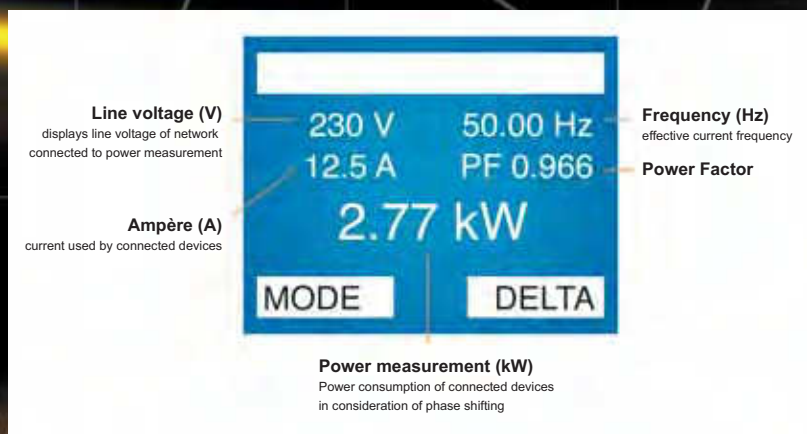 Line voltage (V)
displays line voltage of network
connected to power measurement
Ampère (A)
current used by connected devices
230 V 50.00 Hz
12.5 A PF 0.966
2.77 kW
MODE DELTA
Frequency (Hz)
effective current frequency
Power Factor
Power measurement (kW)
Power consumption of connected devices
in consideration of phase shifting